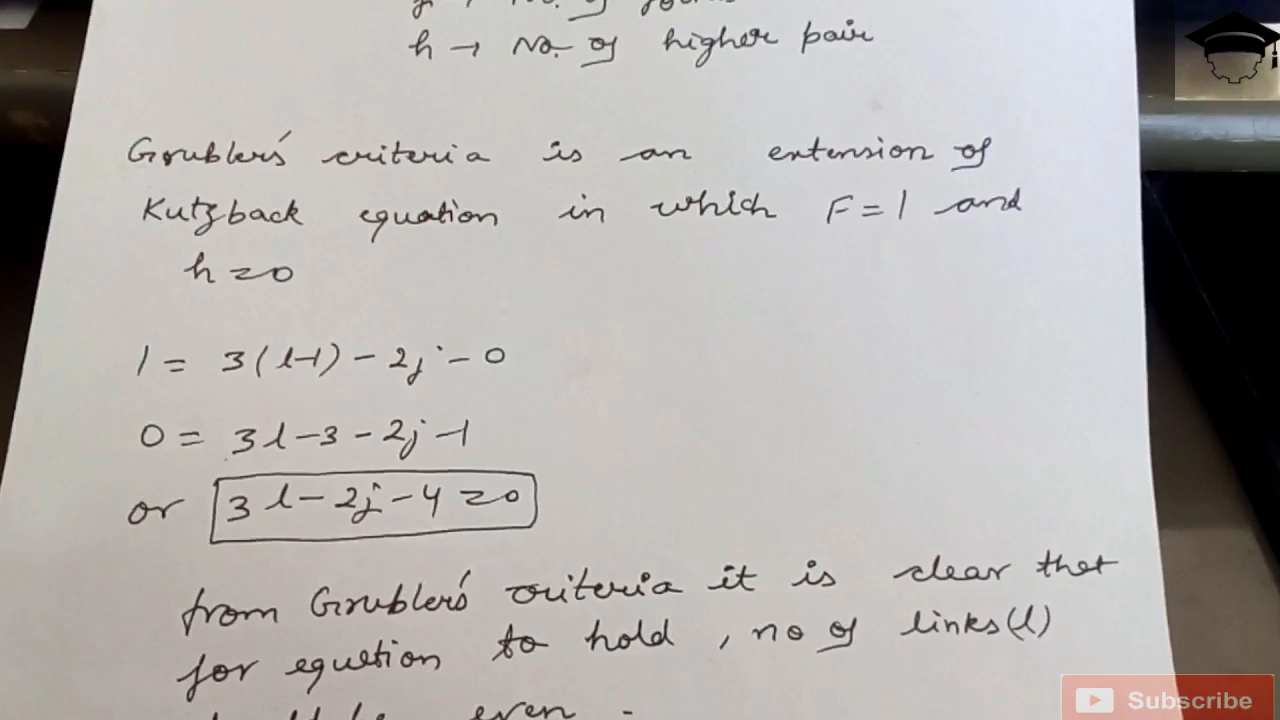 h → No. of higher pair
Grubler's criteria is an extension of
Kutzback equation in which F = 1 and
h = 0
1 = 3(l-1) - 2j - 0
0 = 3l - 3 - 2j - 1
or 3l - 2j - 4 = 0
from Grubler's criteria it is clear that
for equetion to hold, no of links(l)
even.
Subscribe